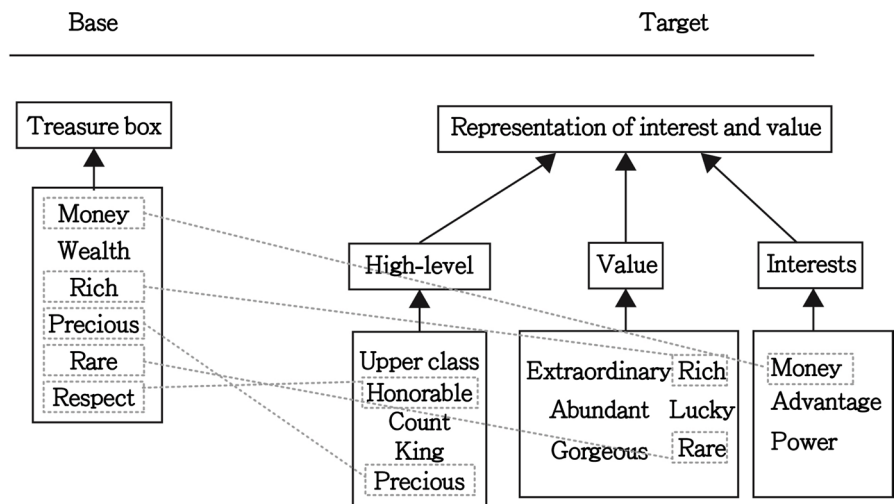 Base
Target
Treasure box
Representation of interest and value
Money
Wealth
Rich
Precious
Rare
Respect
High-level
Value
Interests
Upper class
Honorable
Count
King
Precious
Extraordinary Rich
Abundant Lucky
Gorgeous Rare
Money
Advantage
Power